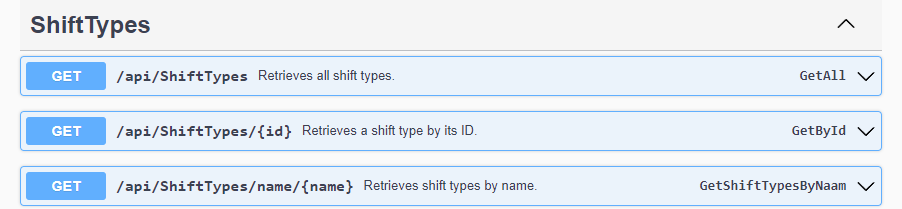 ShiftTypes
GET /api/ShiftTypes Retrieves all shift types. GetAll
GET /api/ShiftTypes/{id} Retrieves a shift type by its ID. GetById
GET /api/ShiftTypes/name/{name} Retrieves shift types by name. GetShiftTypesByNaam